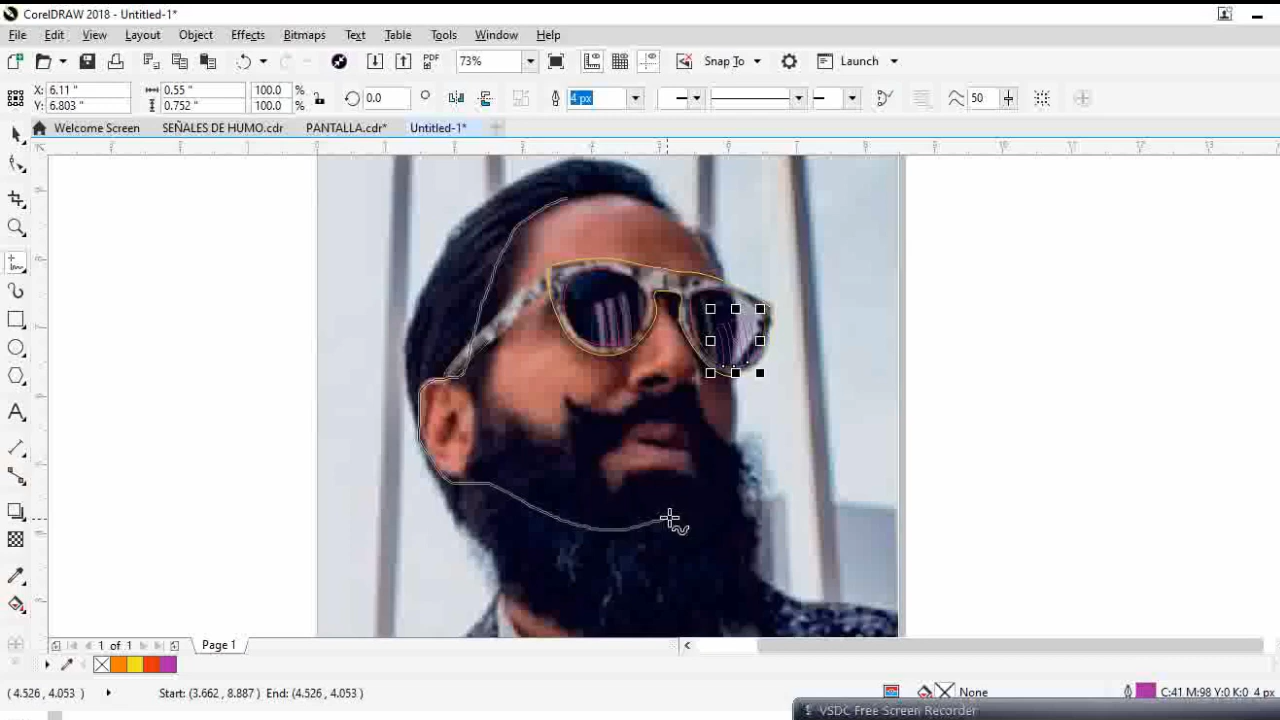 CorelDRAW 2018 - Untitled-1*
File Edit View Layout Object Effects Bitmaps Text Table Tools Window Help
PDF 73% Snap To Launch
X: 6.11 " 0.55 " 100.0 % 0.0 4 px 50
Y: 6.803 " 0.752 " 100.0 %
Welcome Screen SEÑALES DE HUMO.cdr PANTALLA.cdr* Untitled-1*
1 of 1 Page 1
( 4.526 , 4.053 ) Start: (3.662 , 8.887 ) End: (4.526 , 4.053 ) None C:41 M:98 Y:0 K:0 4 px
VSDC Free Screen Recorder